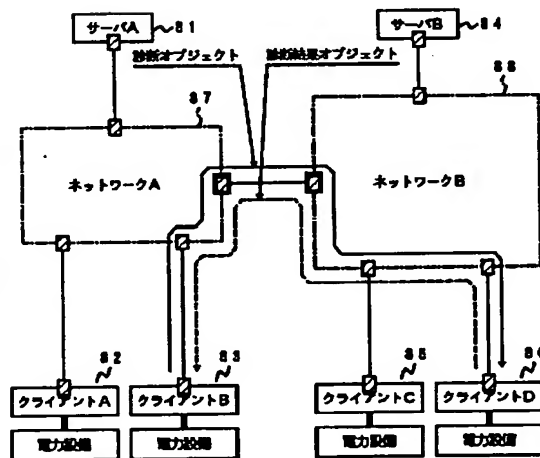 サーバA
81
サーバB
84
診断オブジェクト
診断結果オブジェクト
87
88
ネットワークA
ネットワークB
82
83
85
86
クライアントA
クライアントB
クライアントC
クライアントD
電力設備
電力設備
電力設備
電力設備